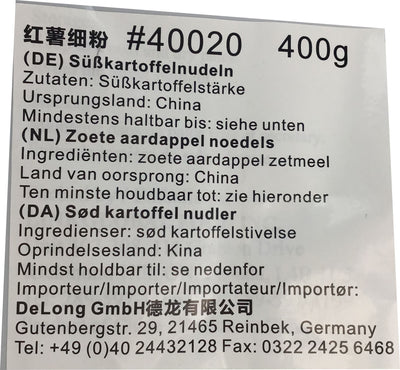 红薯细粉 #40020 400g
(DE) Süßkartoffelnudeln
Zutaten: Süßkartoffelstärke
Ursprungsland: China
Mindestens haltbar bis: siehe unten
(NL) Zoete aardappel noedels
Ingrediënten: zoete aardappel zetmeel
Land van oorsprong: China
Ten minste houdbaar tot: zie hieronder
(DA) Sød kartoffel nudler
Ingredienser: sød kartoffelstivelse
Oprindelsesland: Kina
Mindst holdbar til: se nedenfor
Importeur/Importer/Importateur/Importør:
DeLong GmbH德龙有限公司
Gutenbergstr. 29, 21465 Reinbek, Germany
Tel: +49 (0)40 24432128 Fax: 0322 2425 6468